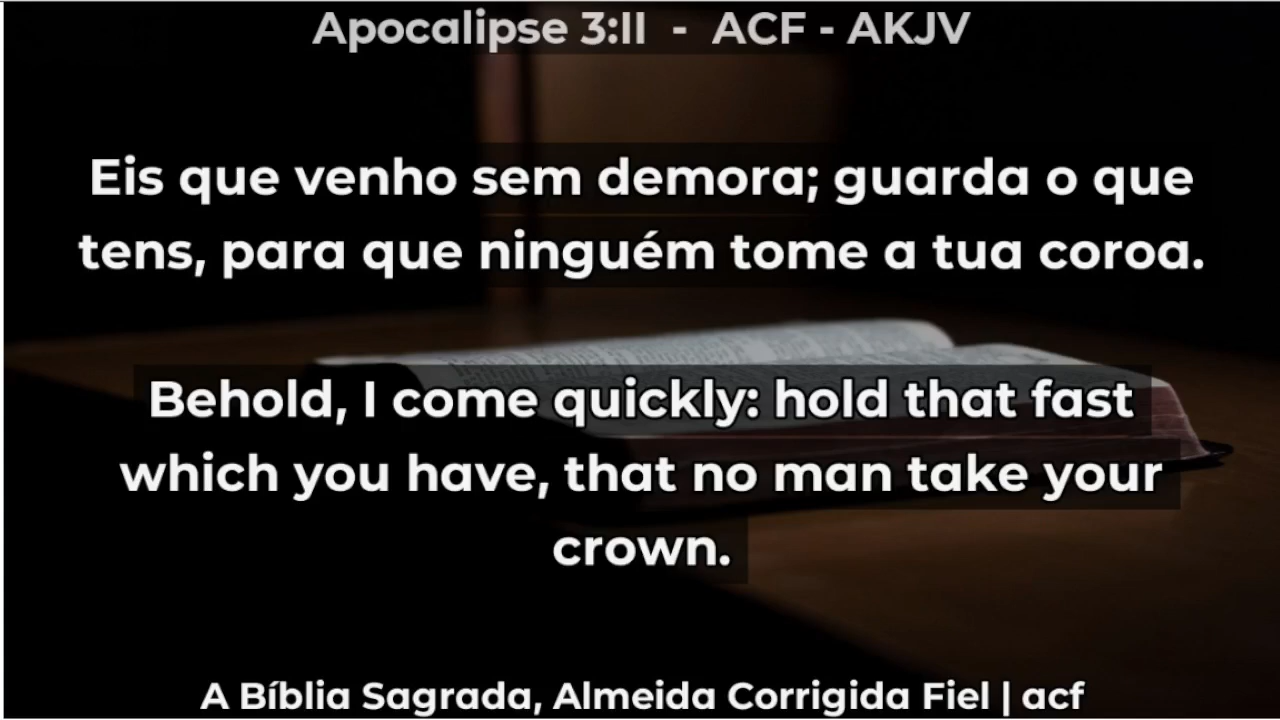 Apocalipse 3:II - ACF - AKJV
Eis que venho sem demora; guarda o que
tens, para que ninguém tome a tua coroa.
Behold, I come quickly: hold that fast
which you have, that no man take your
crown.
A Bíblia Sagrada, Almeida Corrigida Fiel | acf